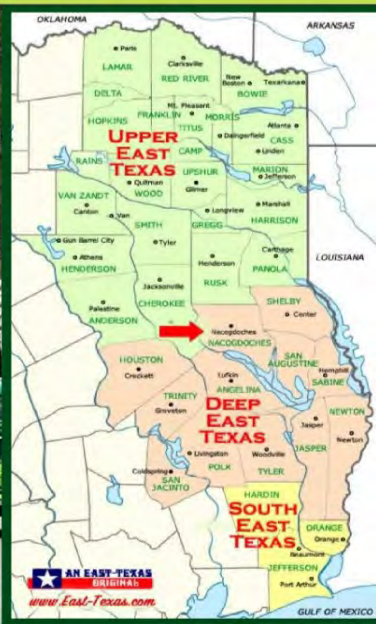 OKLAHOMA
ARKANSAS
Paris
Clarksville
LAMAR
RED RIVER
New Boston
Texarkana
BOWIE
DELTA
Mt. Pleasant
HOPKINS
FRANKLIN
TITUS
MORRIS
Daingerfield
Atlanta
CASS
UPPER
EAST
TEXAS
CAMP
Linden
RAINS
Quitman
WOOD
UPSHUR
Gilmer
MARION
Jefferson
VAN ZANDT
Canton
Van
SMITH
Longview
GREGG
Marshall
HARRISON
Gun Barrel City
Tyler
Athens
HENDERSON
Henderson
Carthage
PANOLA
LOUISIANA
Jacksonville
RUSK
Palestine
CHEROKEE
ANDERSON
SHELBY
Center
Nacogdoches
NACOGDOCHES
HOUSTON
Crockett
SAN
AUGUSTINE
Hemphill
SABINE
Lufkin
ANGELINA
TRINITY
Groveton
DEEP
EAST
TEXAS
NEWTON
Jasper
Newton
JASPER
Livingston
Woodville
Coldspring
POLK
TYLER
SAN
JACINTO
HARDIN
SOUTH
EAST
TEXAS
ORANGE
Orange
Beaumont
JEFFERSON
Port Arthur
AN EAST-TEXAS
ORIGINAL
www.East-Texas.com
GULF OF MEXICO